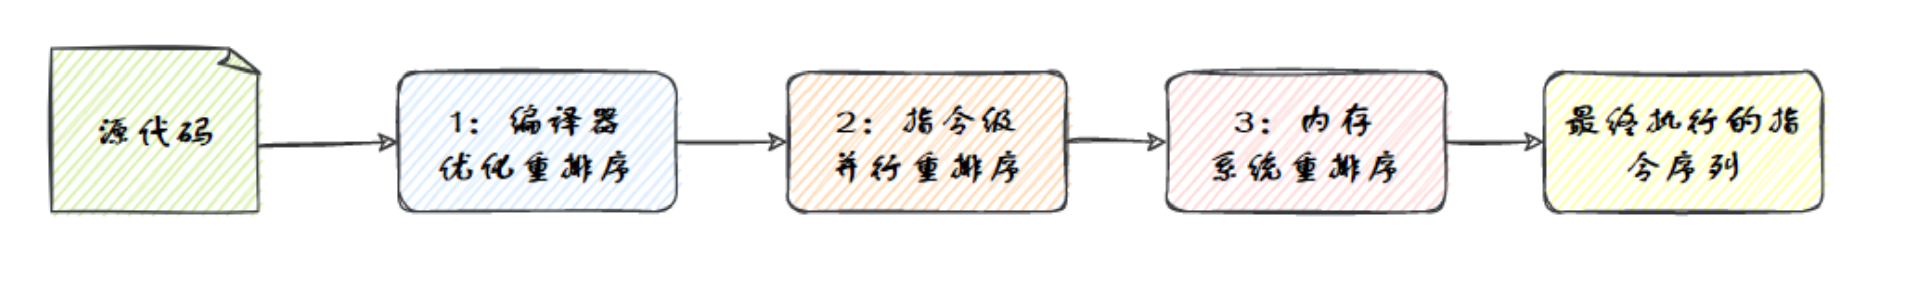 源代码
1: 编译器
优化重排序
2: 指令级
并行重排序
3: 内存
系统重排序
最终执行的指
令序列